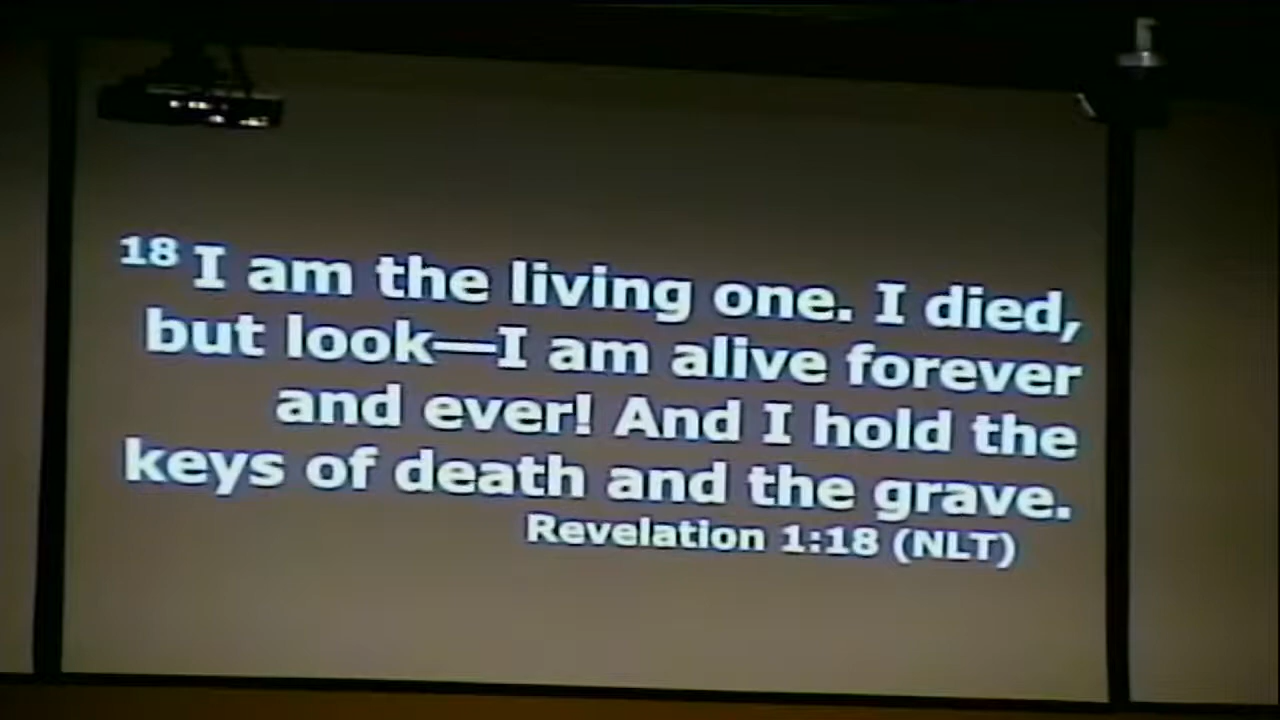 18 I am the living one. I died,
but look—I am alive forever
and ever! And I hold the
keys of death and the grave.
Revelation 1:18 (NLT)